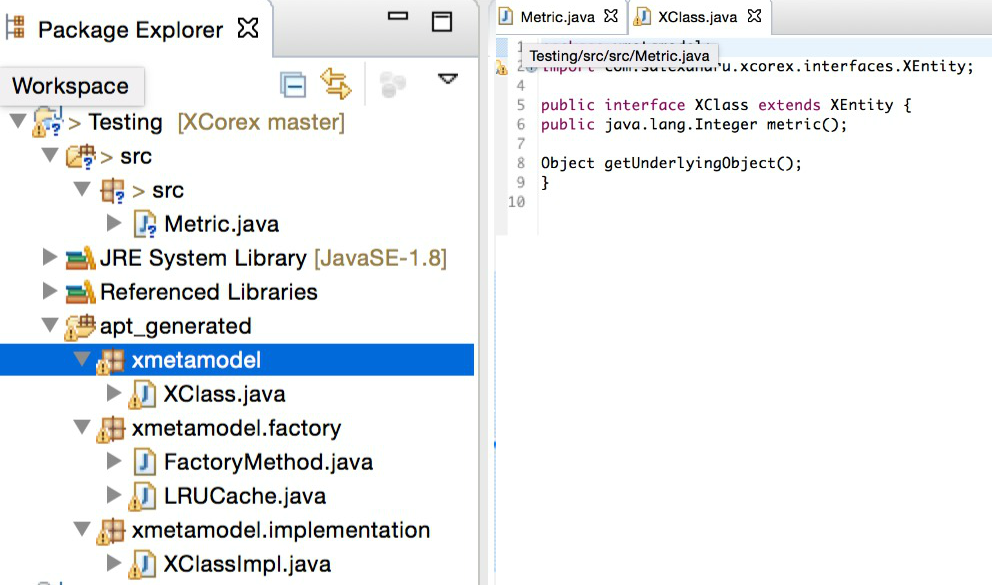 Package Explorer
Workspace
> Testing [XCorex master]
> src
> src
Metric.java
JRE System Library [JavaSE-1.8]
Referenced Libraries
apt_generated
xmetamodel
XClass.java
xmetamodel.factory
FactoryMethod.java
LRUCache.java
xmetamodel.implementation
XClassImpl.java
Metric.java XClass.java
1
Testing/src/src/Metric.java
2 import com.salexandru.xcorex.interfaces.XEntity;
4
5 public interface XClass extends XEntity {
6 public java.lang.Integer metric();
7
8 Object getUnderlyingObject();
9 }
10